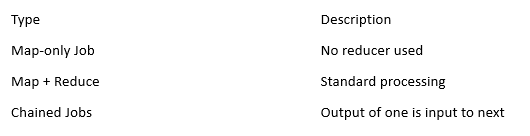 Type Description
Map-only Job No reducer used
Map + Reduce Standard processing
Chained Jobs Output of one is input to next